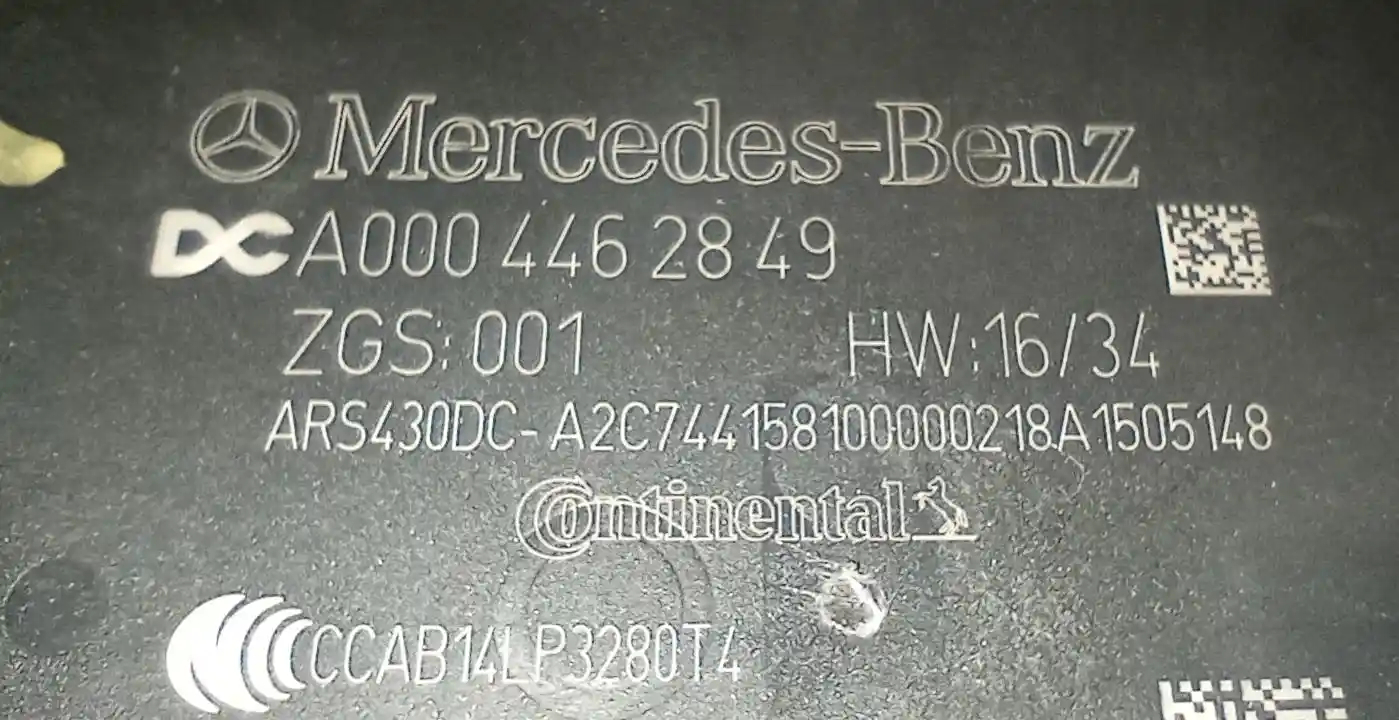 Mercedes-Benz
DC A000 446 28 49
ZGS: 001 HW: 16/34
ARS430DC- A2C744158100000218A1505148
Continental
CCAB14LP3280T4